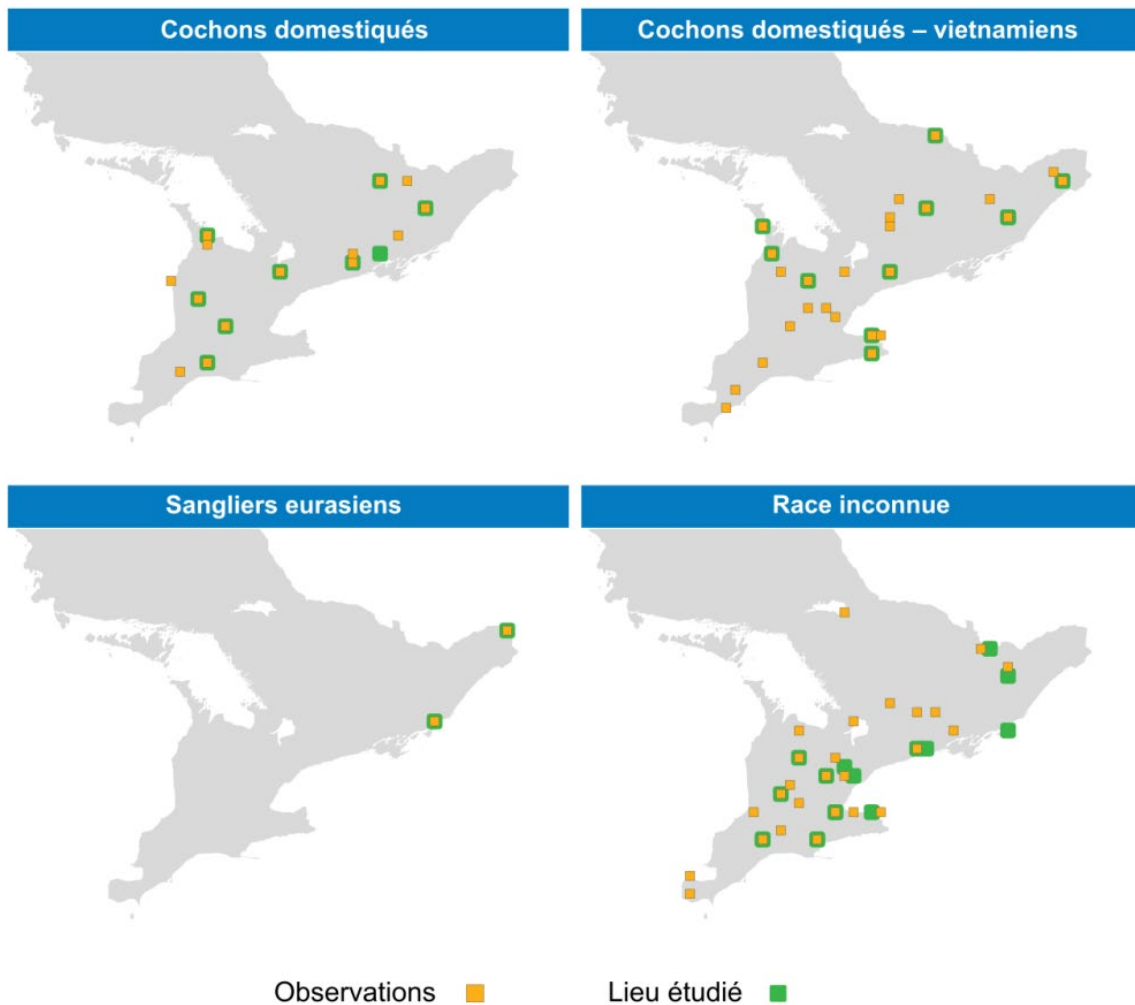 Cochons domestiqués
Cochons domestiqués – vietnamiens
Sangliers eurasiens
Race inconnue
Observations
Lieu étudié